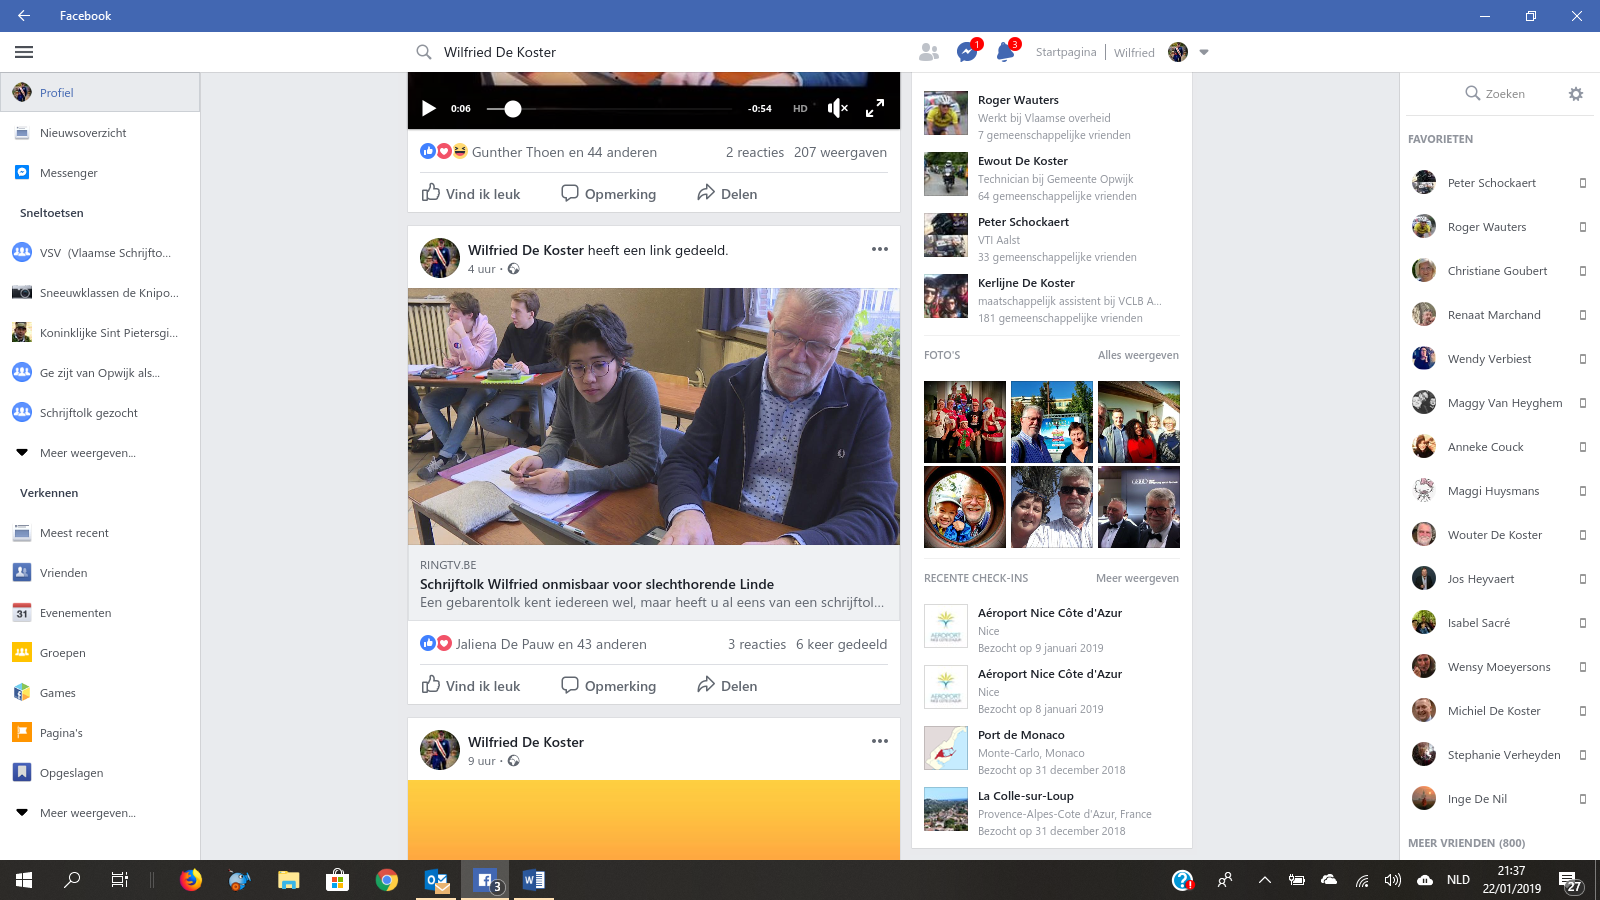 Facebook
Wilfried De Koster
1
3
Startpagina
Wilfried
Profiel
Nieuwsoverzicht
Messenger
Sneltoetsen
VSV (Vlaamse Schrijfto...
Sneeuwklassen de Knipo...
Koninklijke Sint Pietersgi...
Ge zijt van Opwijk als...
Schrijftolk gezocht
Meer weergeven...
Verkennen
Meest recent
Vrienden
31
Evenementen
Groepen
Games
Pagina's
Opgeslagen
Meer weergeven...
0:06
-0:54
HD
Gunther Thoen en 44 anderen
2 reacties 207 weergaven
Vind ik leuk
Opmerking
Delen
Wilfried De Koster heeft een link gedeeld.
4 uur ·
RINGTV.BE
Schrijftolk Wilfried onmisbaar voor slechthorende Linde
Een gebarentolk kent iedereen wel, maar heeft u al eens van een schrijftol...
Jaliena De Pauw en 43 anderen
3 reacties 6 keer gedeeld
Vind ik leuk
Opmerking
Delen
Wilfried De Koster
9 uur ·
Roger Wauters
Werkt bij Vlaamse overheid
7 gemeenschappelijke vrienden
Ewout De Koster
Technician bij Gemeente Opwijk
64 gemeenschappelijke vrienden
Peter Schockaert
VTI Aalst
33 gemeenschappelijke vrienden
Kerlijne De Koster
maatschappelijk assistent bij VCLB A...
181 gemeenschappelijke vrienden
FOTO'S
Alles weergeven
RECENTE CHECK-INS
Meer weergeven
AÉROPORT
Aéroport Nice Côte d'Azur
Nice
Bezocht op 9 januari 2019
AÉROPORT
Aéroport Nice Côte d'Azur
Nice
Bezocht op 8 januari 2019
Port de Monaco
Monte-Carlo, Monaco
Bezocht op 31 december 2018
La Colle-sur-Loup
Provence-Alpes-Cote d'Azur, France
Bezocht op 31 december 2018
Zoeken
FAVORIETEN
Peter Schockaert
Roger Wauters
Christiane Goubert
Renaat Marchand
Wendy Verbiest
Maggy Van Heyghem
Anneke Couck
Maggi Huysmans
Wouter De Koster
Jos Heyvaert
Isabel Sacré
Wensy Moeyersons
Michiel De Koster
Stephanie Verheyden
Inge De Nil
MEER VRIENDEN (800)
3
NLD
21:37
22/01/2019
27